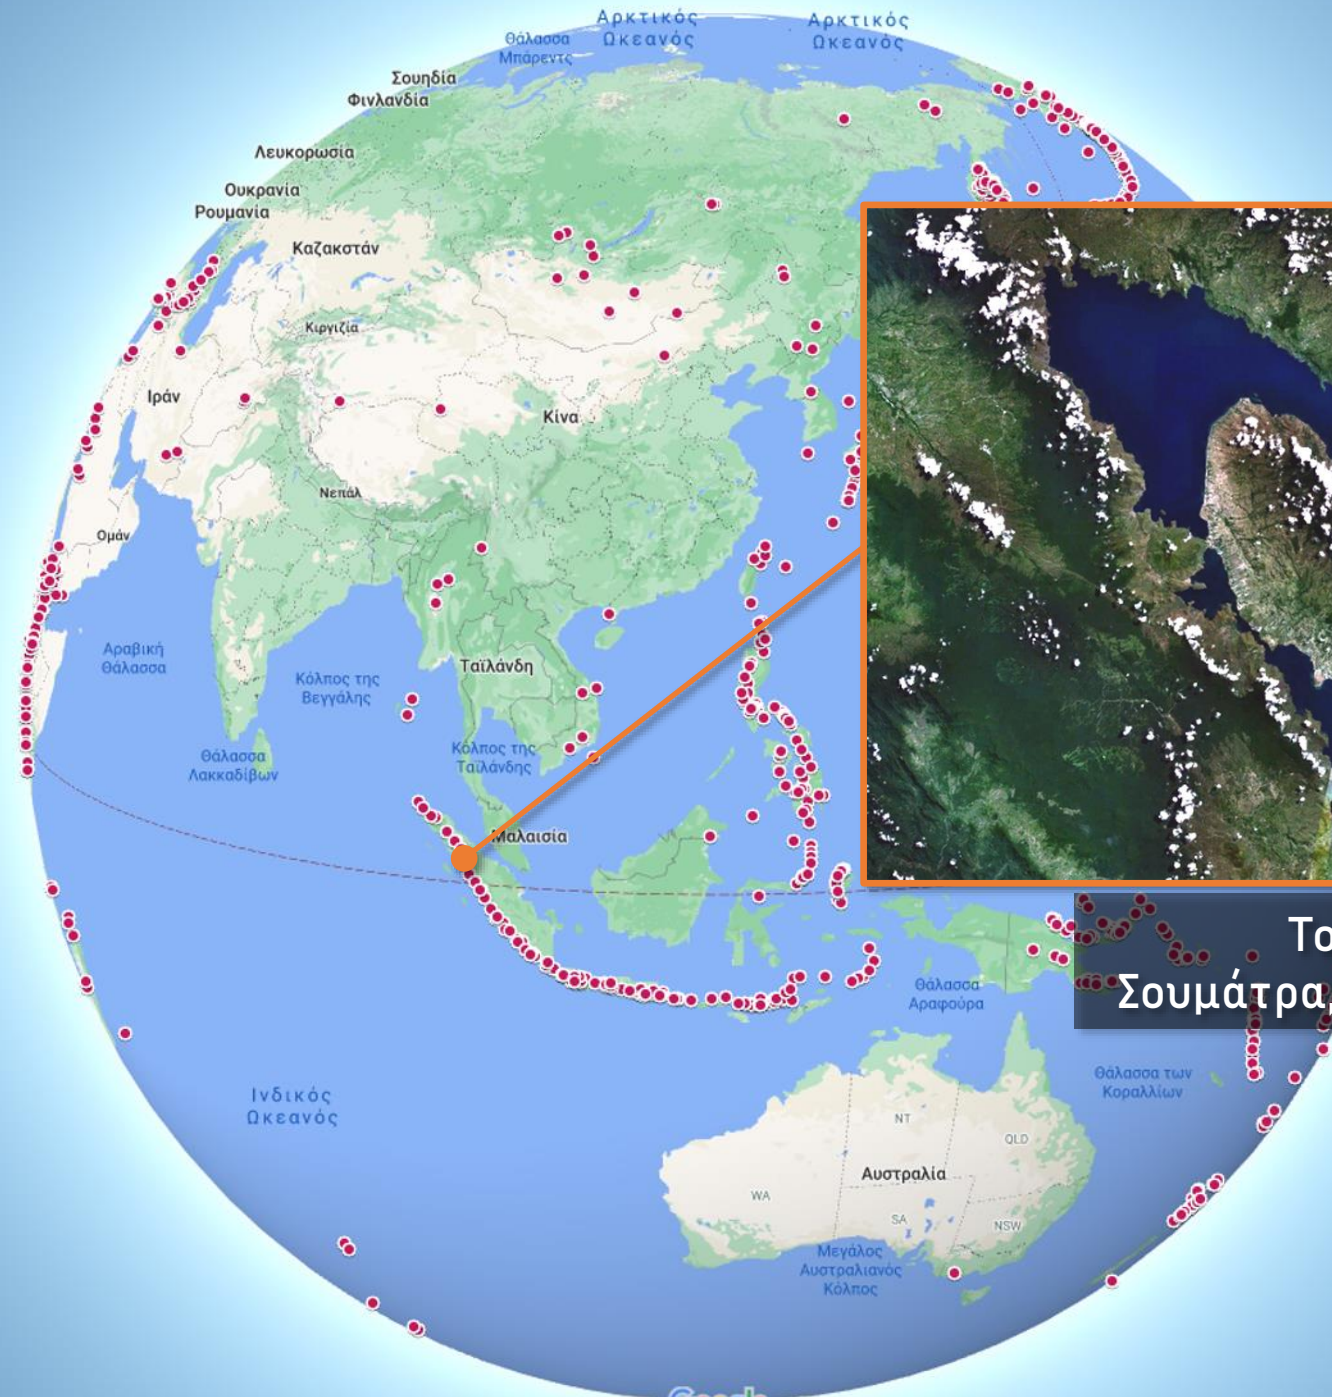 Αρκτικός
Ωκεανός
Αρκτικός
Ωκεανός
Θάλασσα
Μπάρεντς
Σουηδία
Φινλανδία
Λευκορωσία
Ουκρανία
Ρουμανία
Καζακστάν
Κιργιζία
Ιράν
Κίνα
Νεπάλ
Ομάν
Αραβική
Θάλασσα
Κόλπος της
Βεγγάλης
Ταϊλάνδη
Θάλασσα
Λακκαδίβων
Κόλπος της
Ταϊλάνδης
Μαλαισία
Το
Σουμάτρα,
Θάλασσα
Αραφούρα
Θάλασσα των
Κοραλλίων
Ινδικός
Ωκεανός
NT
QLD
Αυστραλία
WA
SA
NSW
Μεγάλος
Αυστραλιανός
Κόλπος
Google